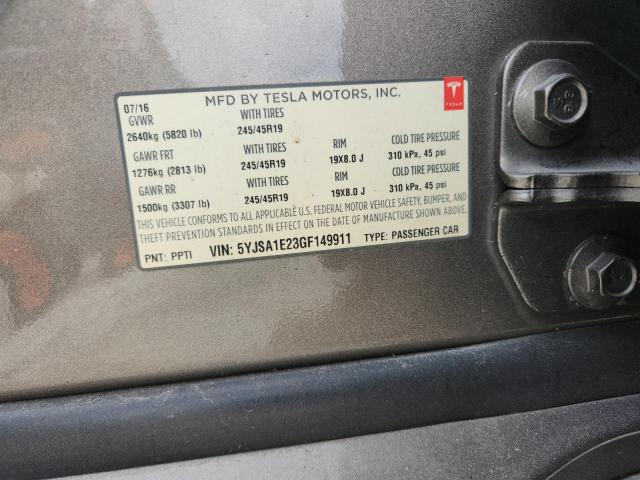 07/16 MFD BY TESLA MOTORS, INC. TESLA
GVWR WITH TIRES
2640kg (5820 lb) 245/45R19
GAWR FRT WITH TIRES RIM COLD TIRE PRESSURE
1276kg (2813 lb) 245/45R19 19X8.0 J 310 kPa, 45 psi
GAWR RR WITH TIRES RIM COLD TIRE PRESSURE
1500kg (3307 lb) 245/45R19 19X8.0 J 310 kPa, 45 psi
THIS VEHICLE CONFORMS TO ALL APPLICABLE U.S. FEDERAL MOTOR VEHICLE SAFETY, BUMPER, AND
THEFT PREVENTION STANDARDS IN EFFECT ON THE DATE OF MANUFACTURE SHOWN ABOVE.
PNT: PPTI VIN: 5YJSA1E23GF149911 TYPE: PASSENGER CAR